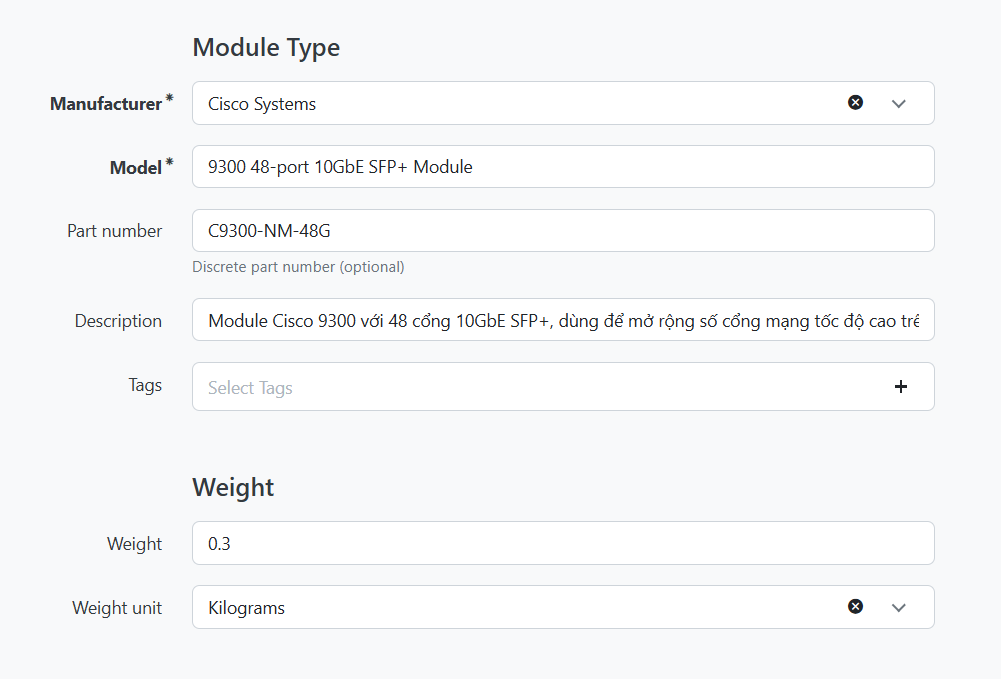 Module Type
Manufacturer *
Cisco Systems
Model *
9300 48-port 10GbE SFP+ Module
Part number
C9300-NM-48G
Discrete part number (optional)
Description
Module Cisco 9300 với 48 cổng 10GbE SFP+, dùng để mở rộng số cổng mạng tốc độ cao
Tags
Select Tags
Weight
Weight
0.3
Weight unit
Kilograms